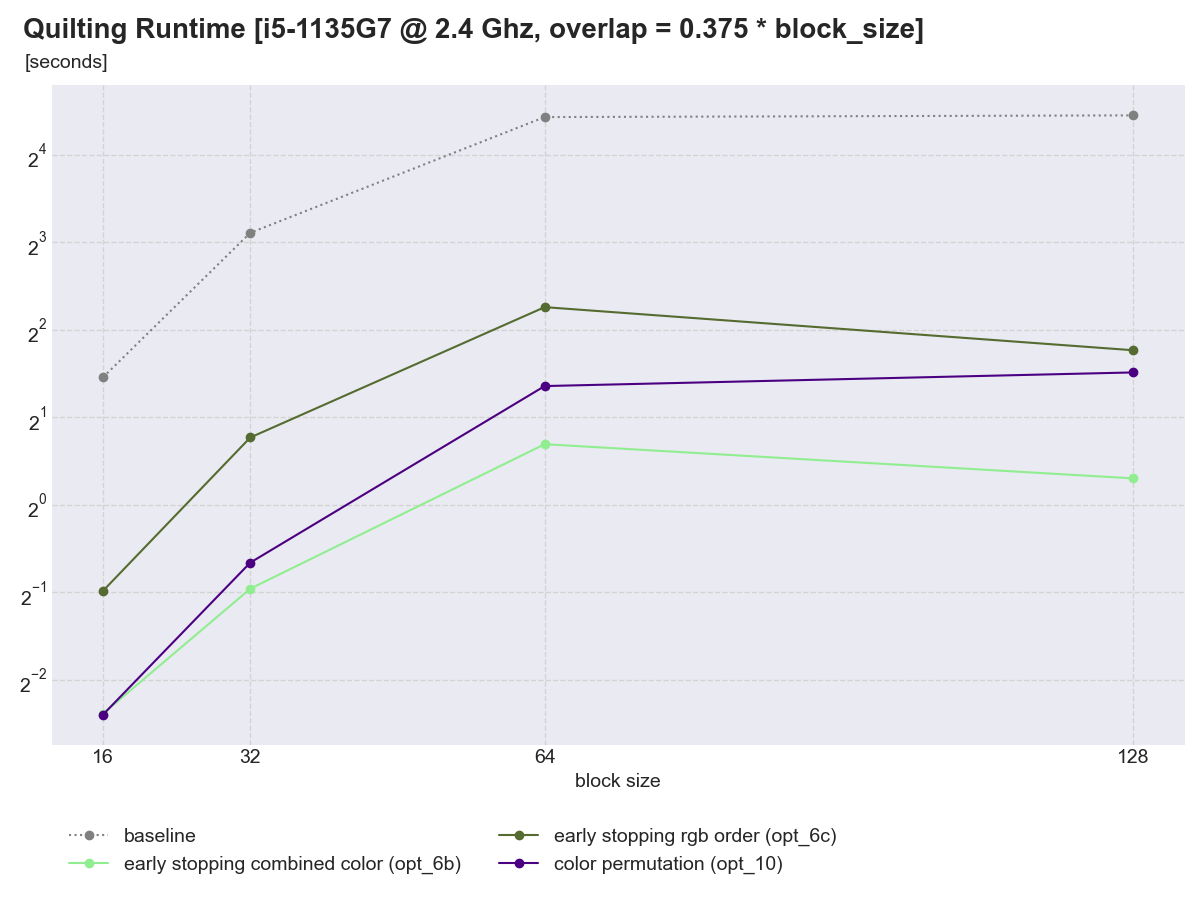 Quilting Runtime [i5-1135G7 @ 2.4 Ghz, overlap = 0.375 * block_size]
[seconds]
2^4
2^3
2^2
2^1
2^0
2^−1
2^−2
16 32 64 128
block size
baseline
early stopping combined color (opt_6b)
early stopping rgb order (opt_6c)
color permutation (opt_10)